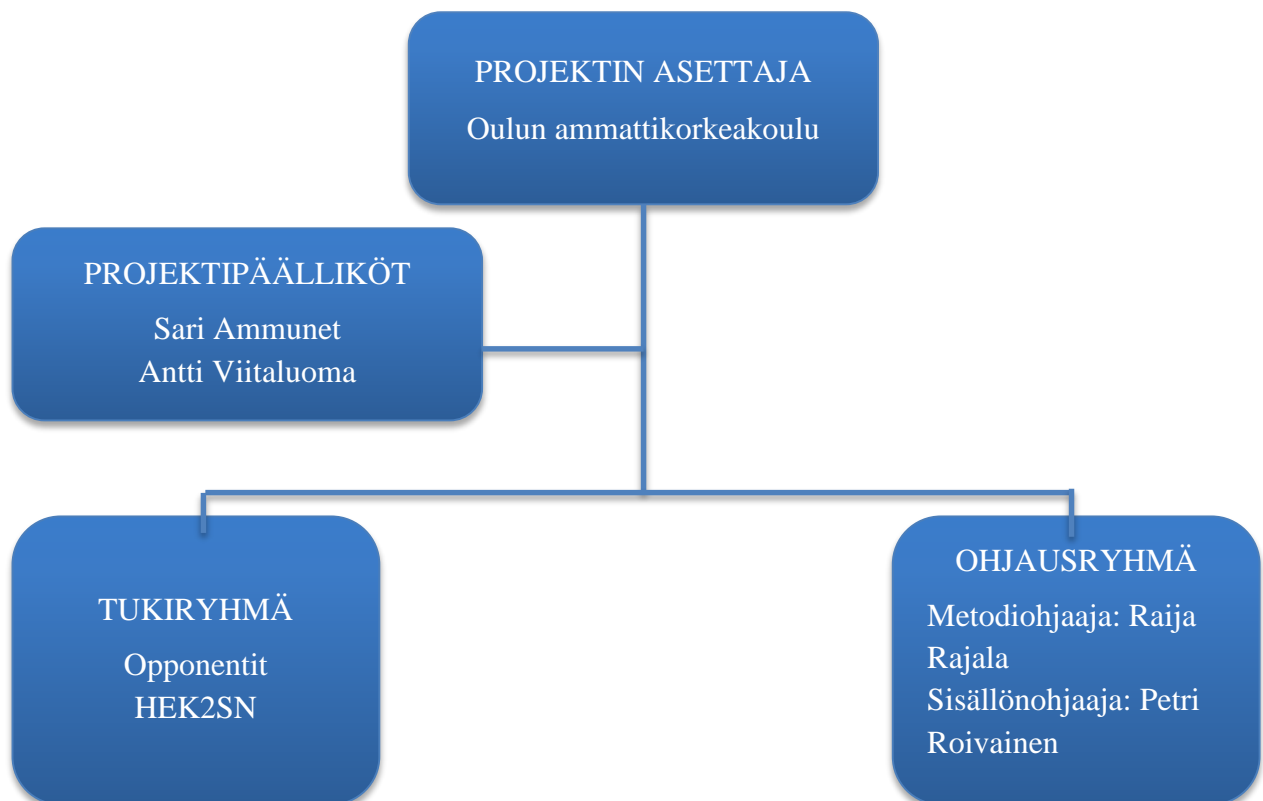 PROJEKTIN ASETTAJA
Oulun ammattikorkeakoulu
PROJEKTIPÄÄLLIKÖT
Sari Ammunet
Antti Viitaluoma
TUKIRYHMÄ
Opponentit
HEK2SN
OHJAUSRYHMÄ
Metodiohjaaja: Raija
Rajala
Sisällönohjaaja: Petri
Roivainen